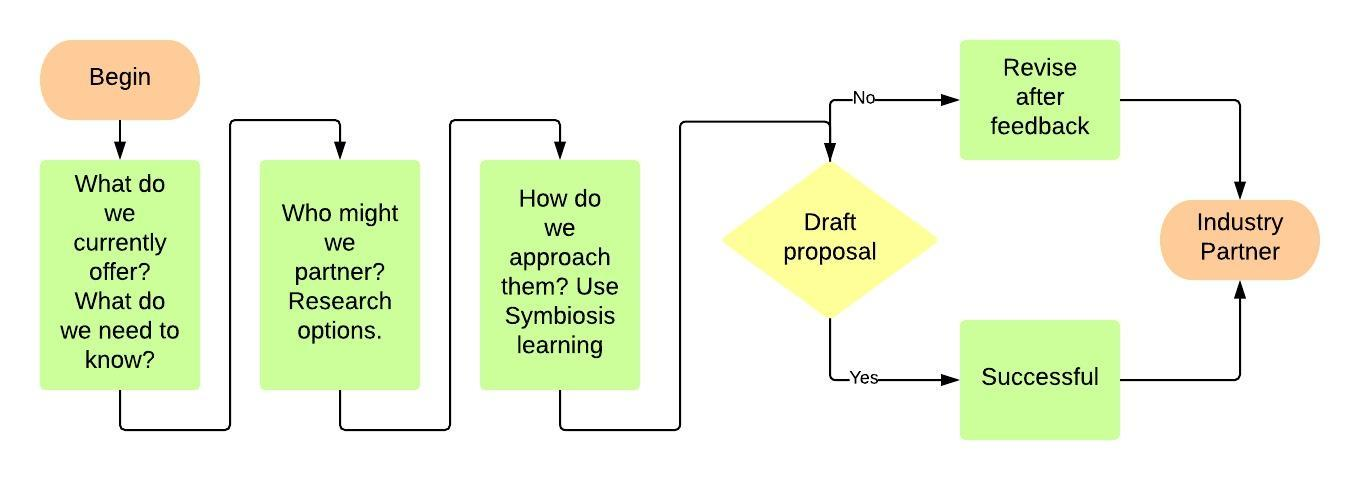 Begin
What do
we
currently
offer?
What do
we need to
know?
Who might
we
partner?
Research
options.
How do
we
approach
them? Use
Symbiosis
learning
Draft
proposal
No
Yes
Revise
after
feedback
Successful
Industry
Partner